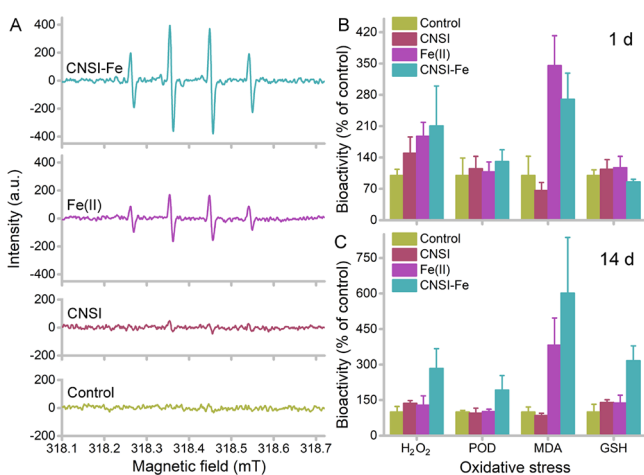 A
400
200
0
-200
-400
CNSI-Fe
400
200
0
-200
-400
Fe(II)
200
0
-200
CNSI
200
0
-200
Control
318.1 318.2 318.3 318.4 318.5 318.6 318.7
Magnetic field (mT)
Intensity (a.u.)
B
Control
CNSI
Fe(II)
CNSI-Fe
1 d
420
350
280
210
140
70
0
Bioactivity (% of control)
C
Control
CNSI
Fe(II)
CNSI-Fe
14 d
750
600
450
300
150
0
Bioactivity (% of control)
H₂O₂ POD MDA GSH
Oxidative stress